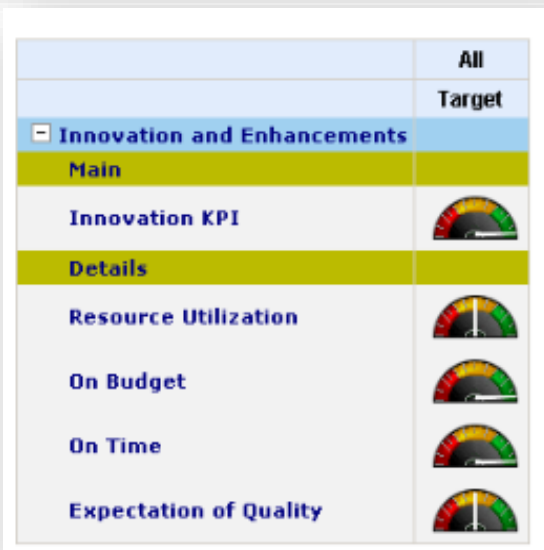 All
Target
Innovation and Enhancements
Main
Innovation KPI
Details
Resource Utilization
On Budget
On Time
Expectation of Quality